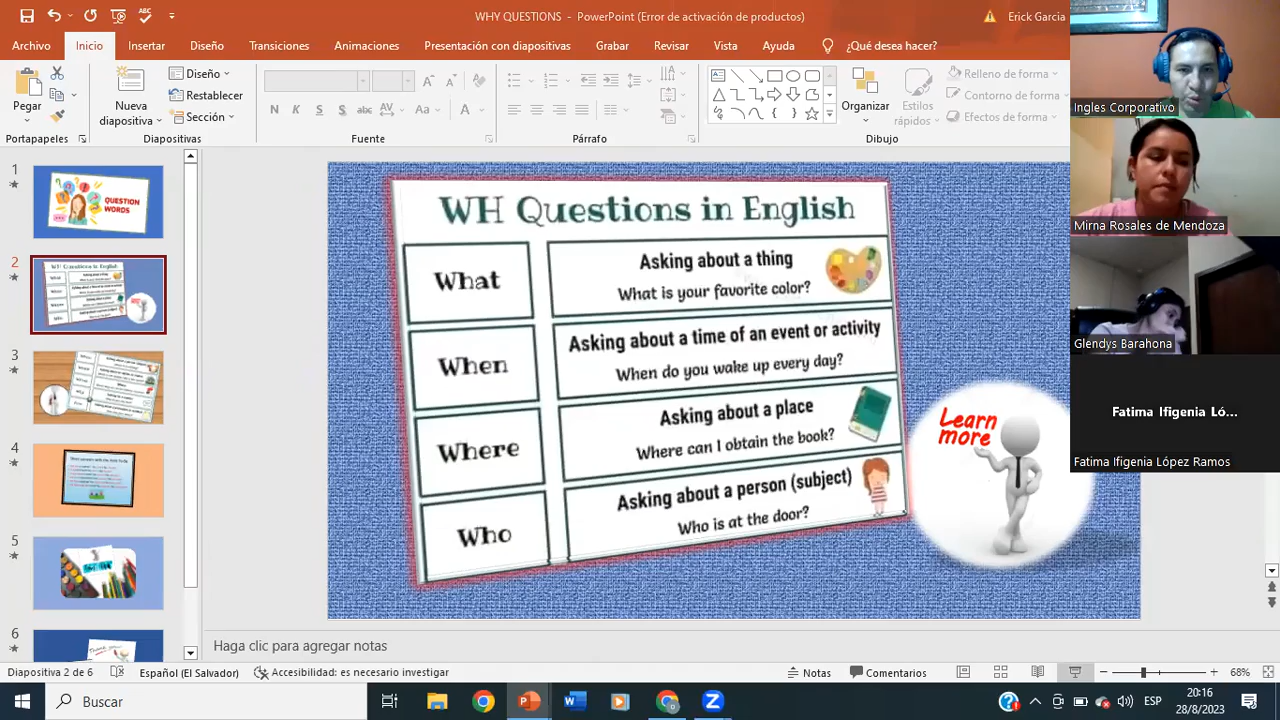 WHY QUESTIONS - PowerPoint (Error de activación de productos)
Erick Garcia
Archivo Inicio Insertar Diseño Transiciones Animaciones Presentación con diapositivas Grabar Revisar Vista Ayuda ¿Qué desea hacer?
Pegar
Nueva diapositiva
Diseño
Restablecer
Sección
Organizar
Estilos rápidos
Relleno de forma
Contorno de forma
Efectos de forma
Portapapeles Diapositivas Fuente Párrafo Dibujo
1
QUESTION
WORDS
2
3
4
5
6
WH Questions in English
What
Asking about a thing
What is your favorite color?
When
Asking about a time of an event or activity
When do you wake up every day?
Where
Asking about a place
Where can I obtain the book?
Who
Asking about a person (subject)
Who is at the door?
Learn
more
Ingles Corporativo
Mirna Rosales de Mendoza
Glendys Barahona
Fatima Ifigenia Ló...
Fatima Ifigenia López Ramos
Haga clic para agregar notas
Diapositiva 2 de 6 Español (El Salvador) Accesibilidad: es necesario investigar Notas Comentarios 68%
Buscar
ESP
20:16
28/8/2023